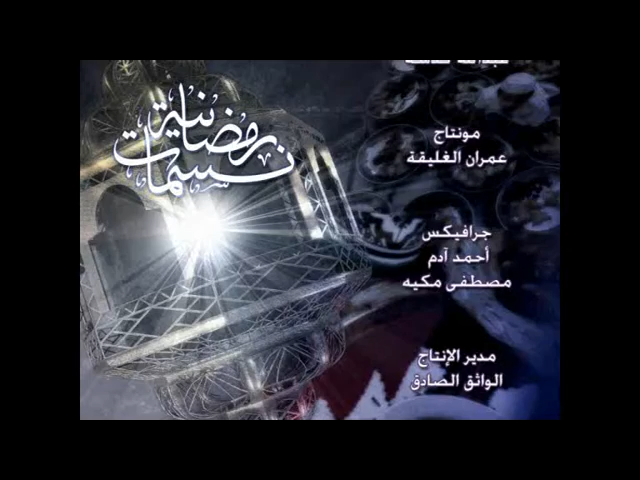 نسمات
رمضانية
مونتاج
عمران الغليقة
جرافيكس
أحمد آدم
مصطفى مكيه
مدير الإنتاج
الواثق الصادق